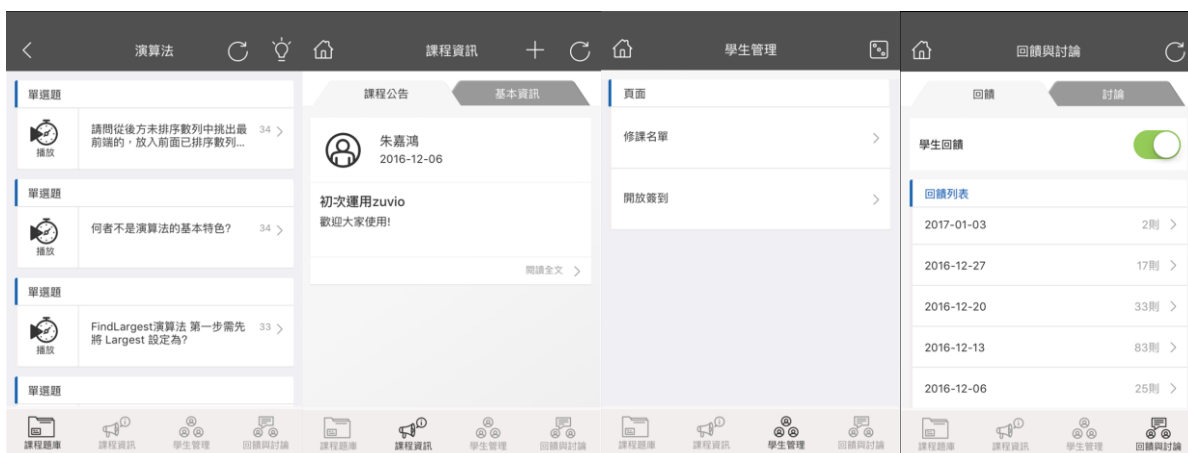 演算法
單選題
播放
請問從後方未排序數列中挑出最
前端的，放入前面已排序數列...
34
單選題
播放
何者不是演算法的基本特色?
34
單選題
播放
FindLargest演算法 第一步需先
將 Largest 設定為?
33
單選題
課程題庫
課程資訊
學生管理
回饋與討論
課程資訊
課程公告
基本資訊
朱嘉鴻
2016-12-06
初次運用zuvio
歡迎大家使用!
閱讀全文
課程題庫
課程資訊
學生管理
回饋與討論
學生管理
頁面
修課名單
開放簽到
課程題庫
課程資訊
學生管理
回饋與討論
回饋與討論
回饋
討論
學生回饋
回饋列表
2017-01-03 2則
2016-12-27 17則
2016-12-20 33則
2016-12-13 83則
2016-12-06 25則
課程題庫
課程資訊
學生管理
回饋與討論